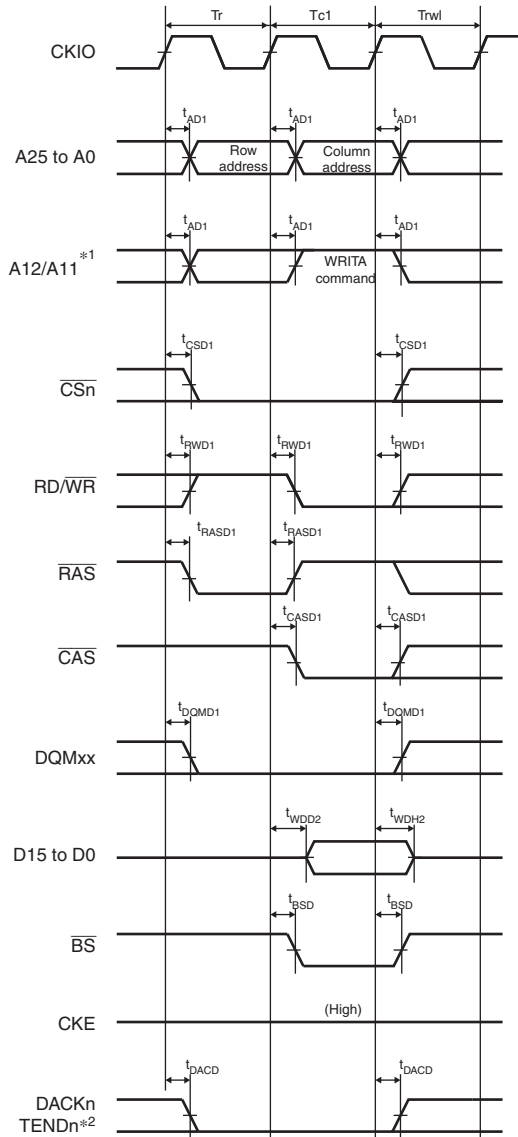 Tr Tc1 Trwl
CKIO
tAD1 tAD1 tAD1
A25 to A0
Row address
Column address
tAD1 tAD1 tAD1
A12/A11*1
WRITA command
tCSD1 tCSD1
CSn
tRWD1 tRWD1 tRWD1
RD/WR
tRASD1 tRASD1
RAS
tCASD1 tCASD1
CAS
tDQMD1 tDQMD1
DQMxx
tWDD2 tWDH2
D15 to D0
tBSD tBSD
BS
(High)
CKE
tDACD tDACD
DACKn
TENDn*2